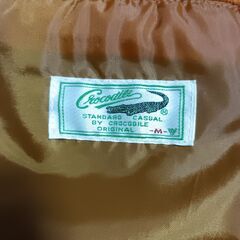 Crocodile
®
STANDARD CASUAL
BY CROCODILE
ORIGINAL -M-W